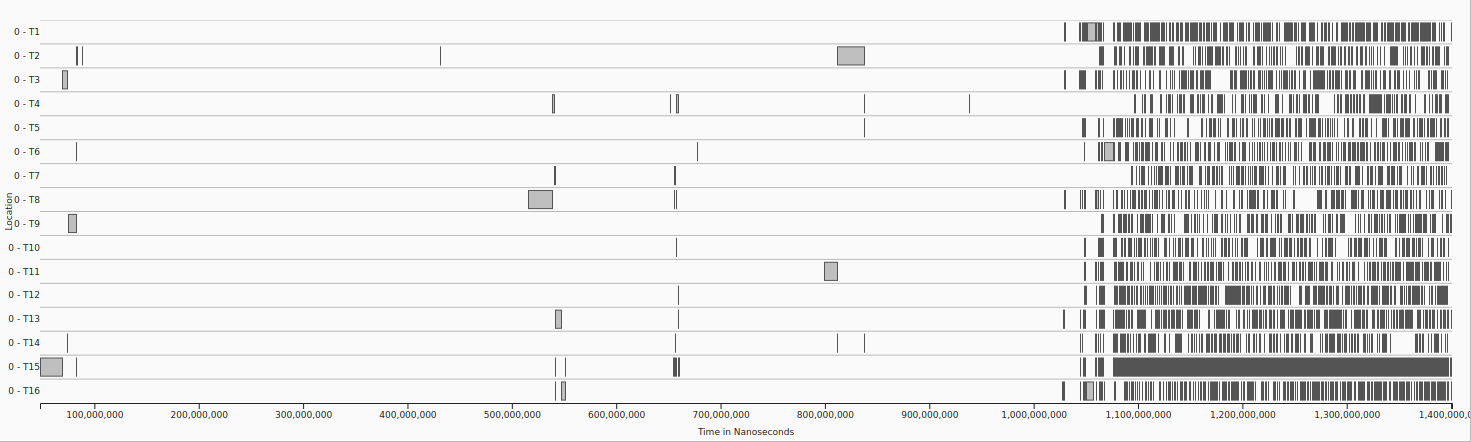 0 - T1
0 - T2
0 - T3
0 - T4
0 - T5
0 - T6
0 - T7
0 - T8
Location
0 - T9
0 - T10
0 - T11
0 - T12
0 - T13
0 - T14
0 - T15
0 - T16
100,000,000 200,000,000 300,000,000 400,000,000 500,000,000 600,000,000 700,000,000 800,000,000 900,000,000 1,000,000,000 1,100,000,000 1,200,000,000 1,300,000,000 1,400,000,0
Time in Nanoseconds